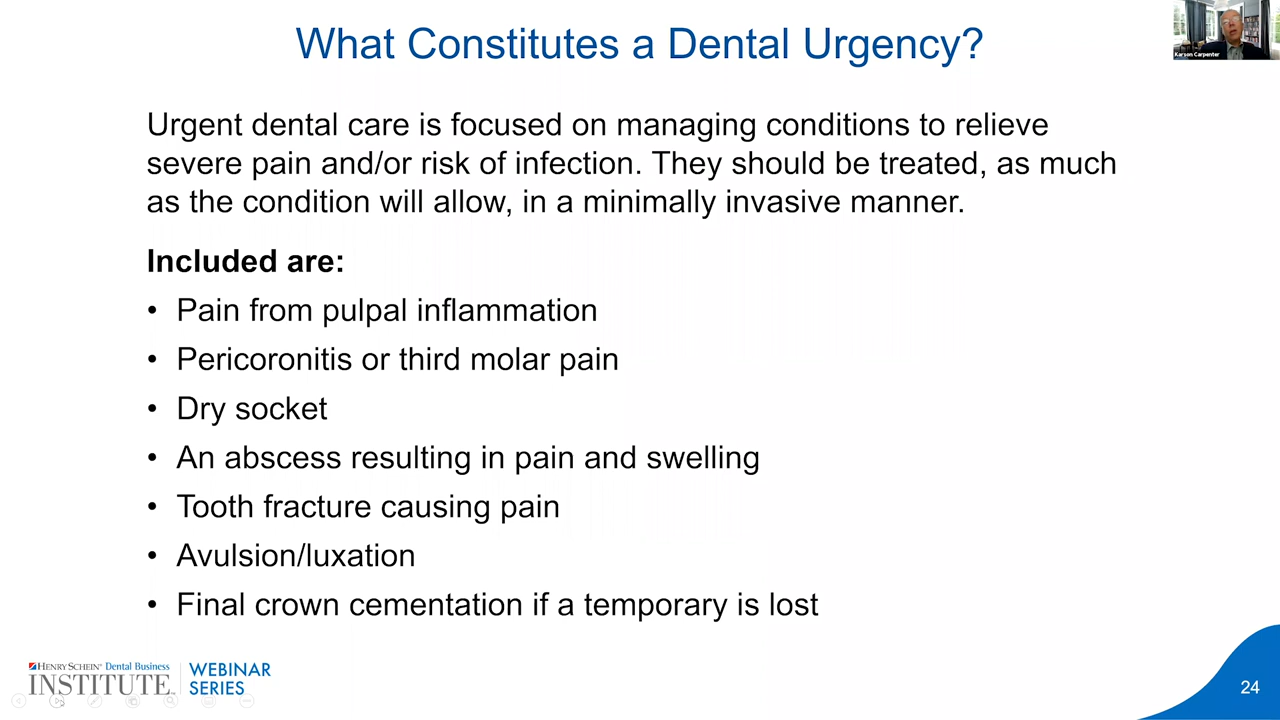 What Constitutes a Dental Urgency?
Karson Carpenter
Urgent dental care is focused on managing conditions to relieve
severe pain and/or risk of infection. They should be treated, as much
as the condition will allow, in a minimally invasive manner.
Included are:
• Pain from pulpal inflammation
• Pericoronitis or third molar pain
• Dry socket
• An abscess resulting in pain and swelling
• Tooth fracture causing pain
• Avulsion/luxation
• Final crown cementation if a temporary is lost
HENRY SCHEIN® Dental Business
INSTITUTE™
WEBINAR
SERIES
24